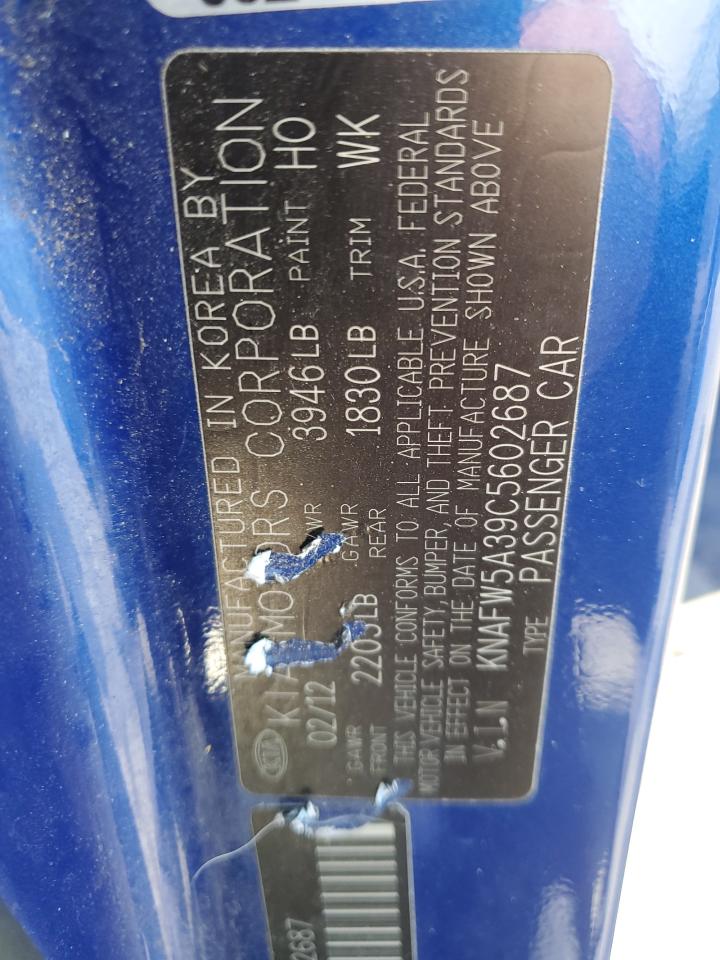 MANUFACTURED IN KOREA BY
KIA KIA MOTORS CORPORATION
02/12 GVWR 3946LB PAINT HO
GAWR FRONT 2205LB GAWR REAR 1830LB TRIM WK
THIS VEHICLE CONFORMS TO ALL APPLICABLE U.S.A. FEDERAL
MOTOR VEHICLE SAFETY, BUMPER, AND THEFT PREVENTION STANDARDS
IN EFFECT ON THE DATE OF MANUFACTURE SHOWN ABOVE
V.I.N KNAFW5A39C5602687
TYPE PASSENGER CAR
2687